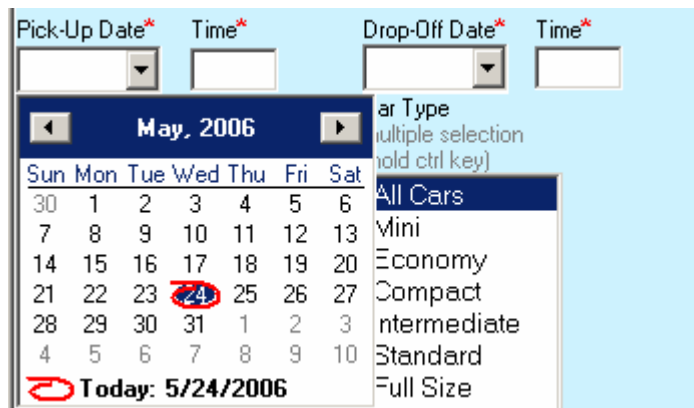 Pick-Up Date* Time* Drop-Off Date* Time*
May, 2006
Sun Mon Tue Wed Thu Fri Sat
30 1 2 3 4 5 6
7 8 9 10 11 12 13
14 15 16 17 18 19 20
21 22 23 24 25 26 27
28 29 30 31 1 2 3
4 5 6 7 8 9 10
Today: 5/24/2006
ar Type
ultiple selection
hold ctrl key)
All Cars
Mini
Economy
Compact
ntermediate
Standard
Full Size